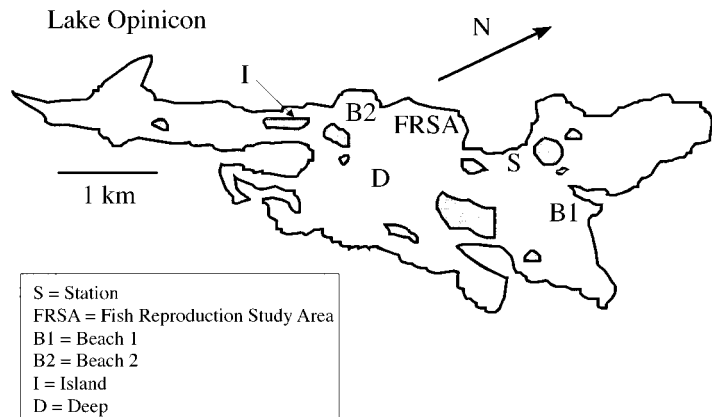 Lake Opinicon
N
I
B2
FRSA
S
D
1 km
B1
S = Station
FRSA = Fish Reproduction Study Area
B1 = Beach 1
B2 = Beach 2
I = Island
D = Deep